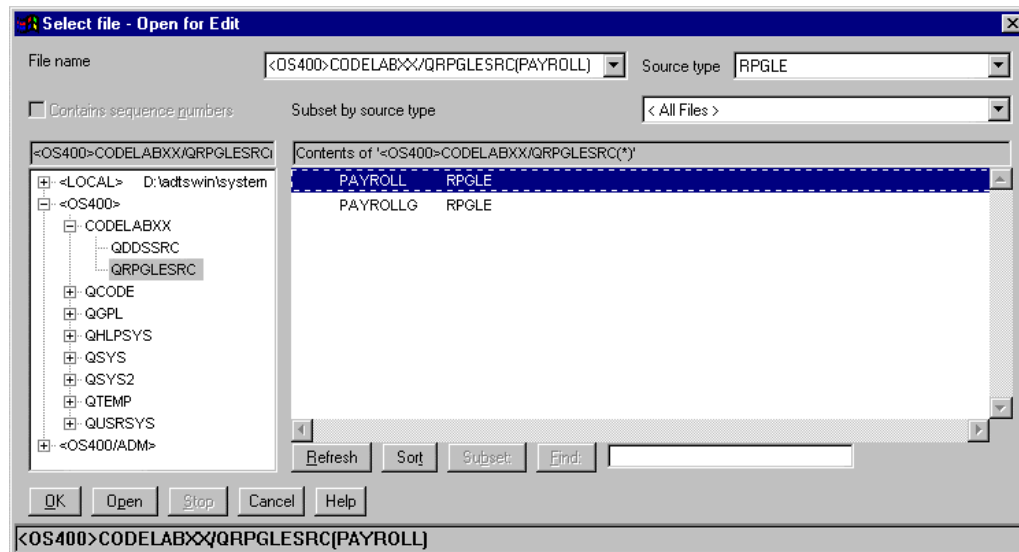 Select file - Open for Edit
File name
<OS400>CODELABXX/QRPGLESRC(PAYROLL)
Source type
RPGLE
Contains sequence numbers
Subset by source type
< All Files >
<OS400>CODELABXX/QRPGLESRC(
Contents of '<OS400>CODELABXX/QRPGLESRC(*)'
<LOCAL> D:\adtswin\system
<OS400>
CODELABXX
QDDSSRC
QRPGLESRC
QCODE
QGPL
QHLPSYS
QSYS
QSYS2
QTEMP
QUSRSYS
<OS400/ADM>
PAYROLL RPGLE
PAYROLLG RPGLE
Refresh
Sort
Subset:
Find:
OK
Open
Stop
Cancel
Help
<OS400>CODELABXX/QRPGLESRC(PAYROLL)